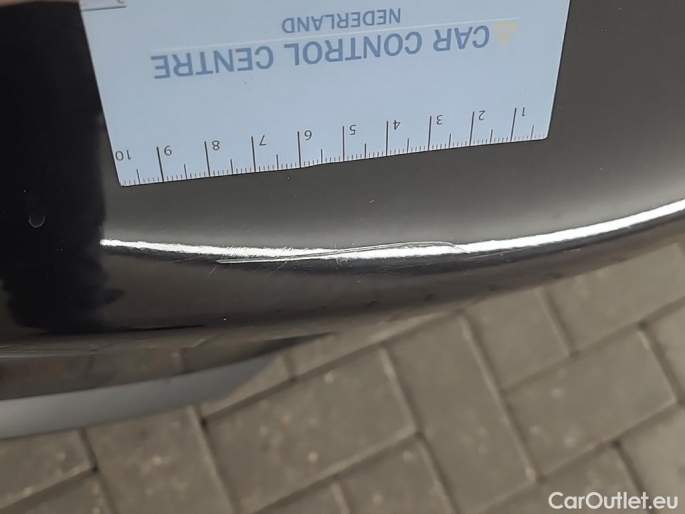 CAR CONTROL CENTRE
NEDERLAND
1 2 3 4 5 6 7 8 9 10
CarOutlet.eu